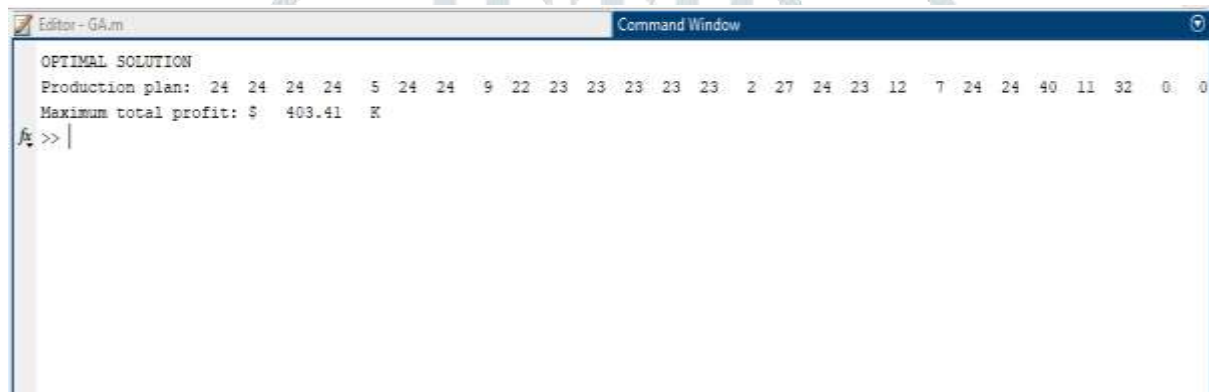 Editor - GA.m
Command Window
OPTIMAL SOLUTION
Production plan: 24 24 24 24 5 24 24 9 22 23 23 23 23 23 2 27 24 23 12 7 24 24 40 11 32 0 0
Maximum total profit: $ 403.41 K
fx >>